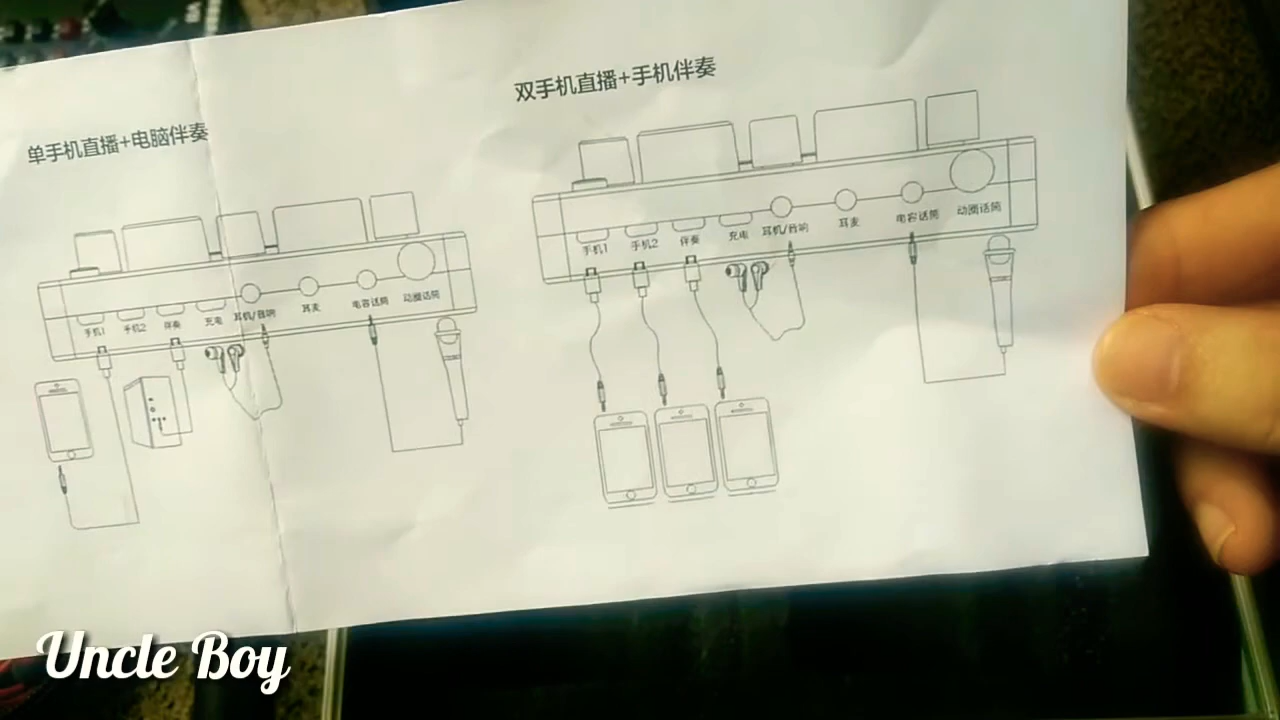 单手机直播+电脑伴奏
手机1 手机2 伴奏 充电 耳机/音响 耳麦 电容话筒 动圈话筒
双手机直播+手机伴奏
手机1 手机2 伴奏 充电 耳机/音响 耳麦 电容话筒 动圈话筒
Uncle Boy